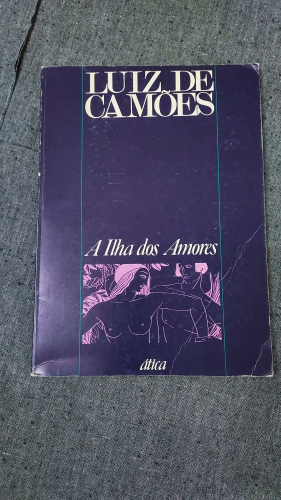 LUIZ DE
CAMÕES
A Ilha dos Amores
ática